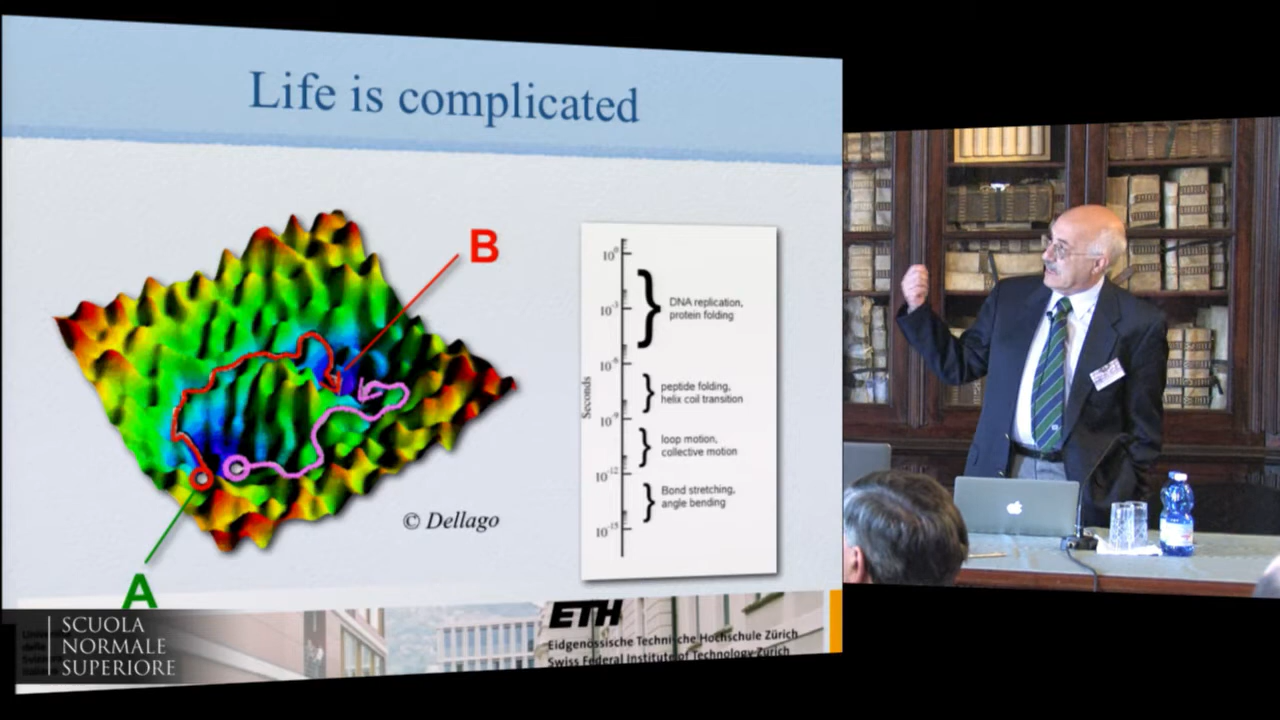 Life is complicated
B
A
© Dellago
Seconds
10⁰
10⁻³
10⁻⁶
10⁻⁹
10⁻¹²
10⁻¹⁵
DNA replication,
protein folding
peptide folding,
helix coil transition
loop motion,
collective motion
Bond stretching,
angle bending
ETH
Eidgenössische Technische Hochschule Zürich
Swiss Federal Institute of Technology Zurich
SCUOLA
NORMALE
SUPERIORE